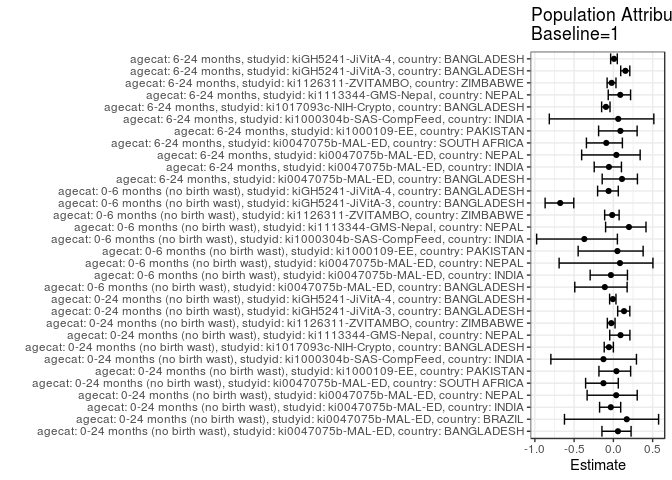 Population Attribu
Baseline=1
agecat: 6-24 months, studyid: kiGH5241-JiVitA-4, country: BANGLADESH
agecat: 6-24 months, studyid: kiGH5241-JiVitA-3, country: BANGLADESH
agecat: 6-24 months, studyid: ki1126311-ZVITAMBO, country: ZIMBABWE
agecat: 6-24 months, studyid: ki1113344-GMS-Nepal, country: NEPAL
agecat: 6-24 months, studyid: ki1017093c-NIH-Crypto, country: BANGLADESH
agecat: 6-24 months, studyid: ki1000304b-SAS-CompFeed, country: INDIA
agecat: 6-24 months, studyid: ki1000109-EE, country: PAKISTAN
agecat: 6-24 months, studyid: ki0047075b-MAL-ED, country: SOUTH AFRICA
agecat: 6-24 months, studyid: ki0047075b-MAL-ED, country: NEPAL
agecat: 6-24 months, studyid: ki0047075b-MAL-ED, country: INDIA
agecat: 6-24 months, studyid: ki0047075b-MAL-ED, country: BANGLADESH
agecat: 0-6 months (no birth wast), studyid: kiGH5241-JiVitA-4, country: BANGLADESH
agecat: 0-6 months (no birth wast), studyid: kiGH5241-JiVitA-3, country: BANGLADESH
agecat: 0-6 months (no birth wast), studyid: ki1126311-ZVITAMBO, country: ZIMBABWE
agecat: 0-6 months (no birth wast), studyid: ki1113344-GMS-Nepal, country: NEPAL
agecat: 0-6 months (no birth wast), studyid: ki1000304b-SAS-CompFeed, country: INDIA
agecat: 0-6 months (no birth wast), studyid: ki1000109-EE, country: PAKISTAN
agecat: 0-6 months (no birth wast), studyid: ki0047075b-MAL-ED, country: NEPAL
agecat: 0-6 months (no birth wast), studyid: ki0047075b-MAL-ED, country: INDIA
agecat: 0-6 months (no birth wast), studyid: ki0047075b-MAL-ED, country: BANGLADESH
agecat: 0-24 months (no birth wast), studyid: kiGH5241-JiVitA-4, country: BANGLADESH
agecat: 0-24 months (no birth wast), studyid: kiGH5241-JiVitA-3, country: BANGLADESH
agecat: 0-24 months (no birth wast), studyid: ki1126311-ZVITAMBO, country: ZIMBABWE
agecat: 0-24 months (no birth wast), studyid: ki1113344-GMS-Nepal, country: NEPAL
agecat: 0-24 months (no birth wast), studyid: ki1017093c-NIH-Crypto, country: BANGLADESH
agecat: 0-24 months (no birth wast), studyid: ki1000304b-SAS-CompFeed, country: INDIA
agecat: 0-24 months (no birth wast), studyid: ki1000109-EE, country: PAKISTAN
agecat: 0-24 months (no birth wast), studyid: ki0047075b-MAL-ED, country: SOUTH AFRICA
agecat: 0-24 months (no birth wast), studyid: ki0047075b-MAL-ED, country: NEPAL
agecat: 0-24 months (no birth wast), studyid: ki0047075b-MAL-ED, country: INDIA
agecat: 0-24 months (no birth wast), studyid: ki0047075b-MAL-ED, country: BRAZIL
agecat: 0-24 months (no birth wast), studyid: ki0047075b-MAL-ED, country: BANGLADESH
-1.0 -0.5 0.0 0.5
Estimate